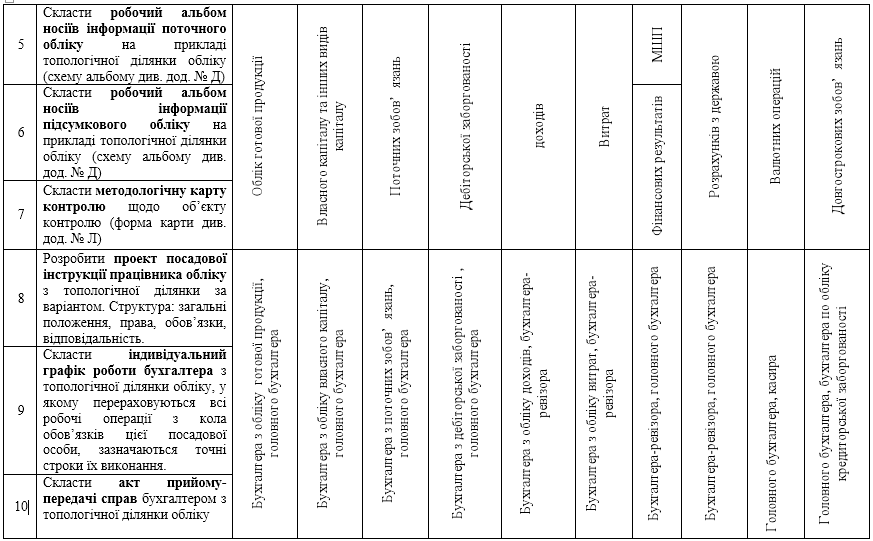 5
Скласти робочий альбом
носіїв інформації поточного
обліку на прикладі
топологічної ділянки обліку
(схему альбому див. дод. № Д)
6
Скласти робочий альбом
носіїв інформації
підсумкового обліку на
прикладі топологічної ділянки
обліку (схему альбому див.
дод. № Д)
7
Скласти методологічну карту
контролю щодо об’єкту
контролю (форма карти див.
дод. № Л)
Облік готової продукції
Власного капіталу та інших видів
капіталу
Поточних зобов’ язань
Дебіторської заборгованості
доходів
Витрат
МШП
Фінансових результатів
Розрахунків з державою
Валютних операцій
Довгострокових зобов’ язань
8
Розробити проект посадової
інструкції працівника обліку
з топологічної ділянки за
варіантом. Структура: загальні
положення, права, обов’язки,
відповідальність.
9
Скласти індивідуальний
графік роботи бухгалтера з
топологічної ділянки обліку, у
якому перераховуються всі
робочі операції з кола
обов’язків цієї посадової
особи, зазначаються точні
строки їх виконання.
10
Скласти акт прийому-
передачі справ бухгалтером з
топологічної ділянки обліку
Бухгалтера з обліку готової продукції,
головного бухгалтера
Бухгалтера з обліку власного капіталу,
головного бухгалтера
Бухгалтера з поточних зобов’ язань,
головного бухгалтера
Бухгалтера з дебіторської заборгованості ,
головного бухгалтера
Бухгалтера з обліку доходів, бухгалтера-
ревізора
Бухгалтера з обліку витрат, бухгалтера-
ревізора
Бухгалтера-ревізора, головного бухгалтера
Бухгалтера-ревізора, головного бухгалтера
Головного бухгалтера, касира
Головного бухгалтера, бухгалтера по обліку
кредиторської заборгованості